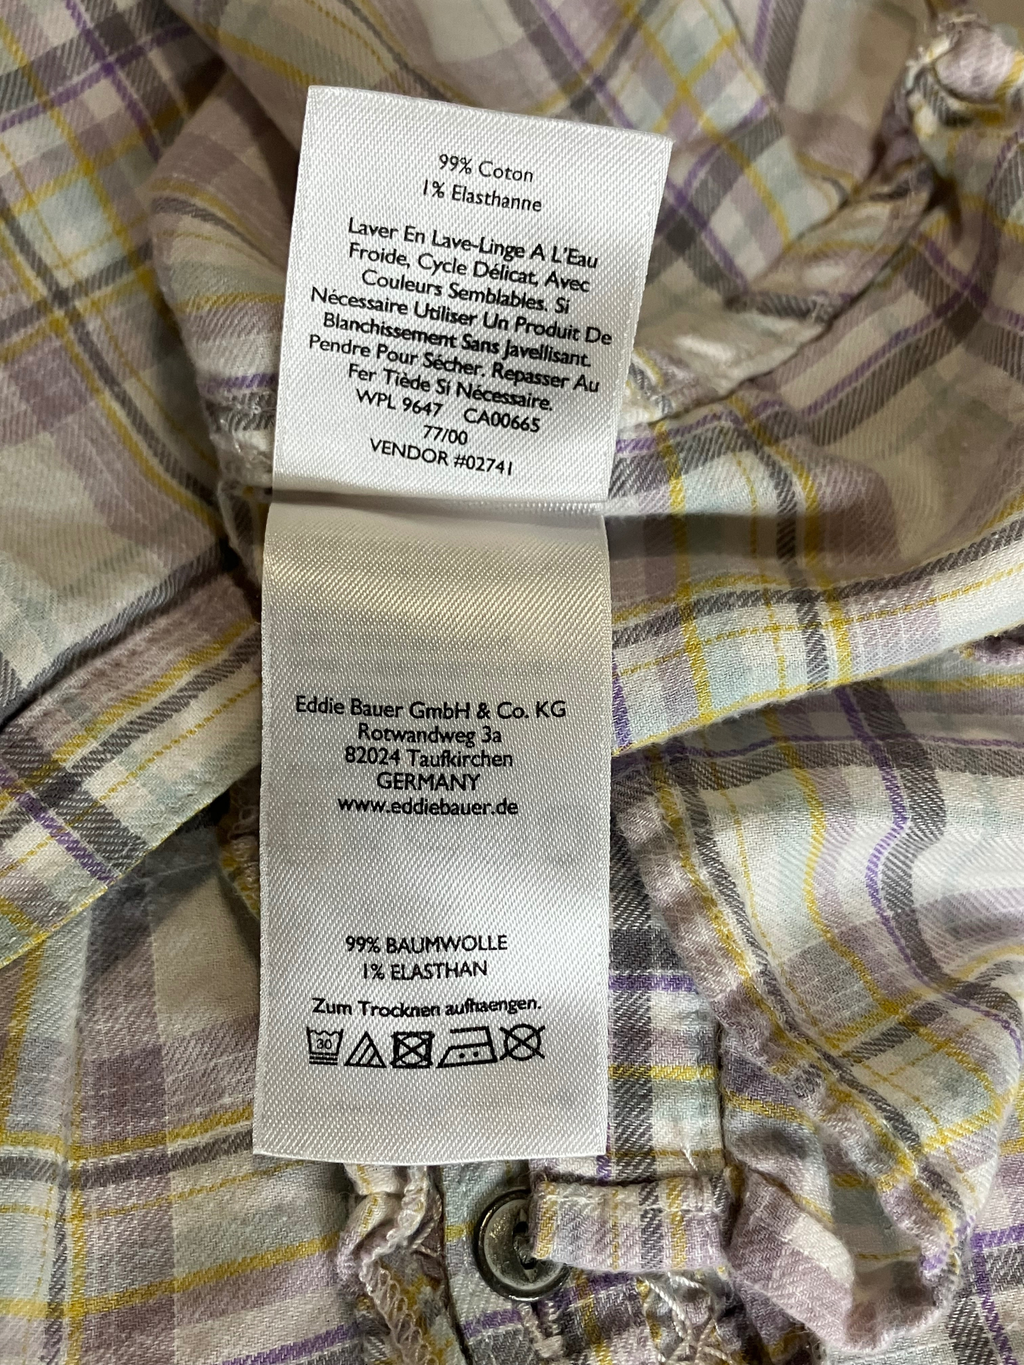 99% Coton
1% Elasthanne
Laver En Lave-Linge A L'Eau
Froide, Cycle Délicat, Avec
Couleurs Semblables. Si
Nécessaire Utiliser Un Produit De
Blanchissement Sans Javellisant.
Pendre Pour Sécher. Repasser Au
Fer Tiède Si Nécessaire.
WPL 9647 CA00665
77/00
VENDOR #02741
Eddie Bauer GmbH & Co. KG
Rotwandweg 3a
82024 Taufkirchen
GERMANY
www.eddiebauer.de
99% BAUMWOLLE
1% ELASTHAN
Zum Trocknen aufhaengen.
30